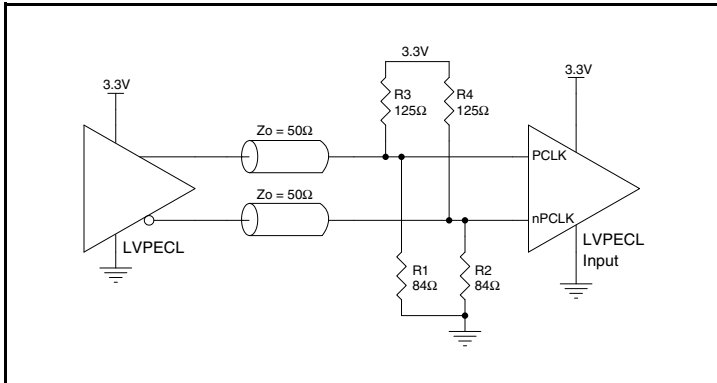 3.3V
3.3V
3.3V
R3
125Ω
R4
125Ω
Zo = 50Ω
PCLK
Zo = 50Ω
nPCLK
LVPECL
LVPECL
Input
R1
84Ω
R2
84Ω